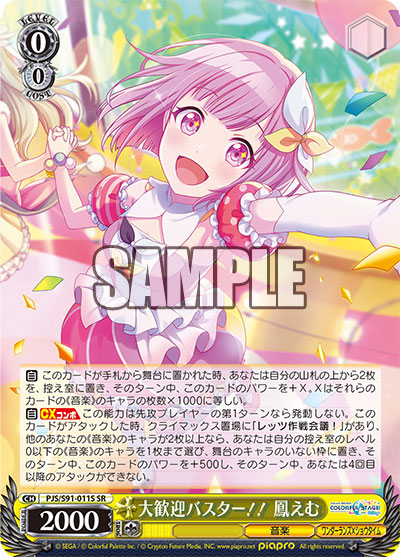 LEVEL
0
0
COST
SAMPLE
自 このカードが手札から舞台に置かれた時、あなたは自分の山札の上から2枚
を、控え室に置き、そのターン中、このカードのパワーを＋X。Xはそれらの
カードの《音楽》のカードの枚数×1000に等しい。
自 CXコンボ この能力は先攻プレイヤーの第1ターンなら発動しない。この
カードがアタックした時、クライマックス置場に「レッツ作戦会議！」があり、
他のあなたの《音楽》のキャラが2枚以上なら、あなたは自分の控え室のレベル
0以下の《音楽》のキャラを1枚まで選び、舞台のキャラのいない枠に置き、そ
のターン中、このカードのパワーを＋500し、そのターン中、あなたは4回目
以降のアタックができない。
CH PJS/S91-011S SR
大歓迎バスター!! 鳳えむ
POWER
2000
音楽
ワンダーランズ×ショウタイム
COLORFUL STAGE!
© SEGA / © Colorful Palette Inc. / © Crypton Future Media, INC. www.piapro.net piapro